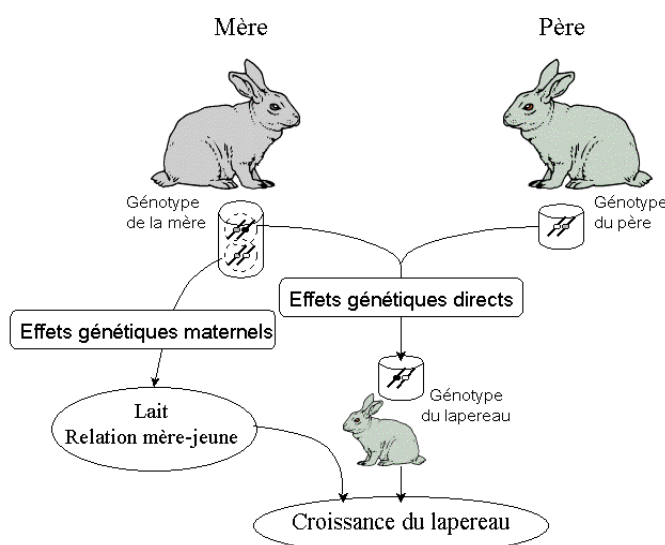 Mère
Père
Génotype
de la mère
Génotype
du père
Effets génétiques directs
Effets génétiques maternels
Génotype
du lapereau
Lait
Relation mère-jeune
Croissance du lapereau